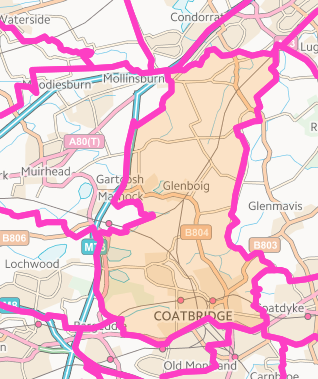 Condorrat
Waterside
Lug
Mollinsburn
Moodiesburn
A80(T)
Muirhead
Gartcosh
Glenboig
Marnock
Glenmavis
B806
B804
M73
B803
Lochwood
M8
COATBRIDGE
Coatdyke
Bargeddie
Old Monkland
Carnbroe